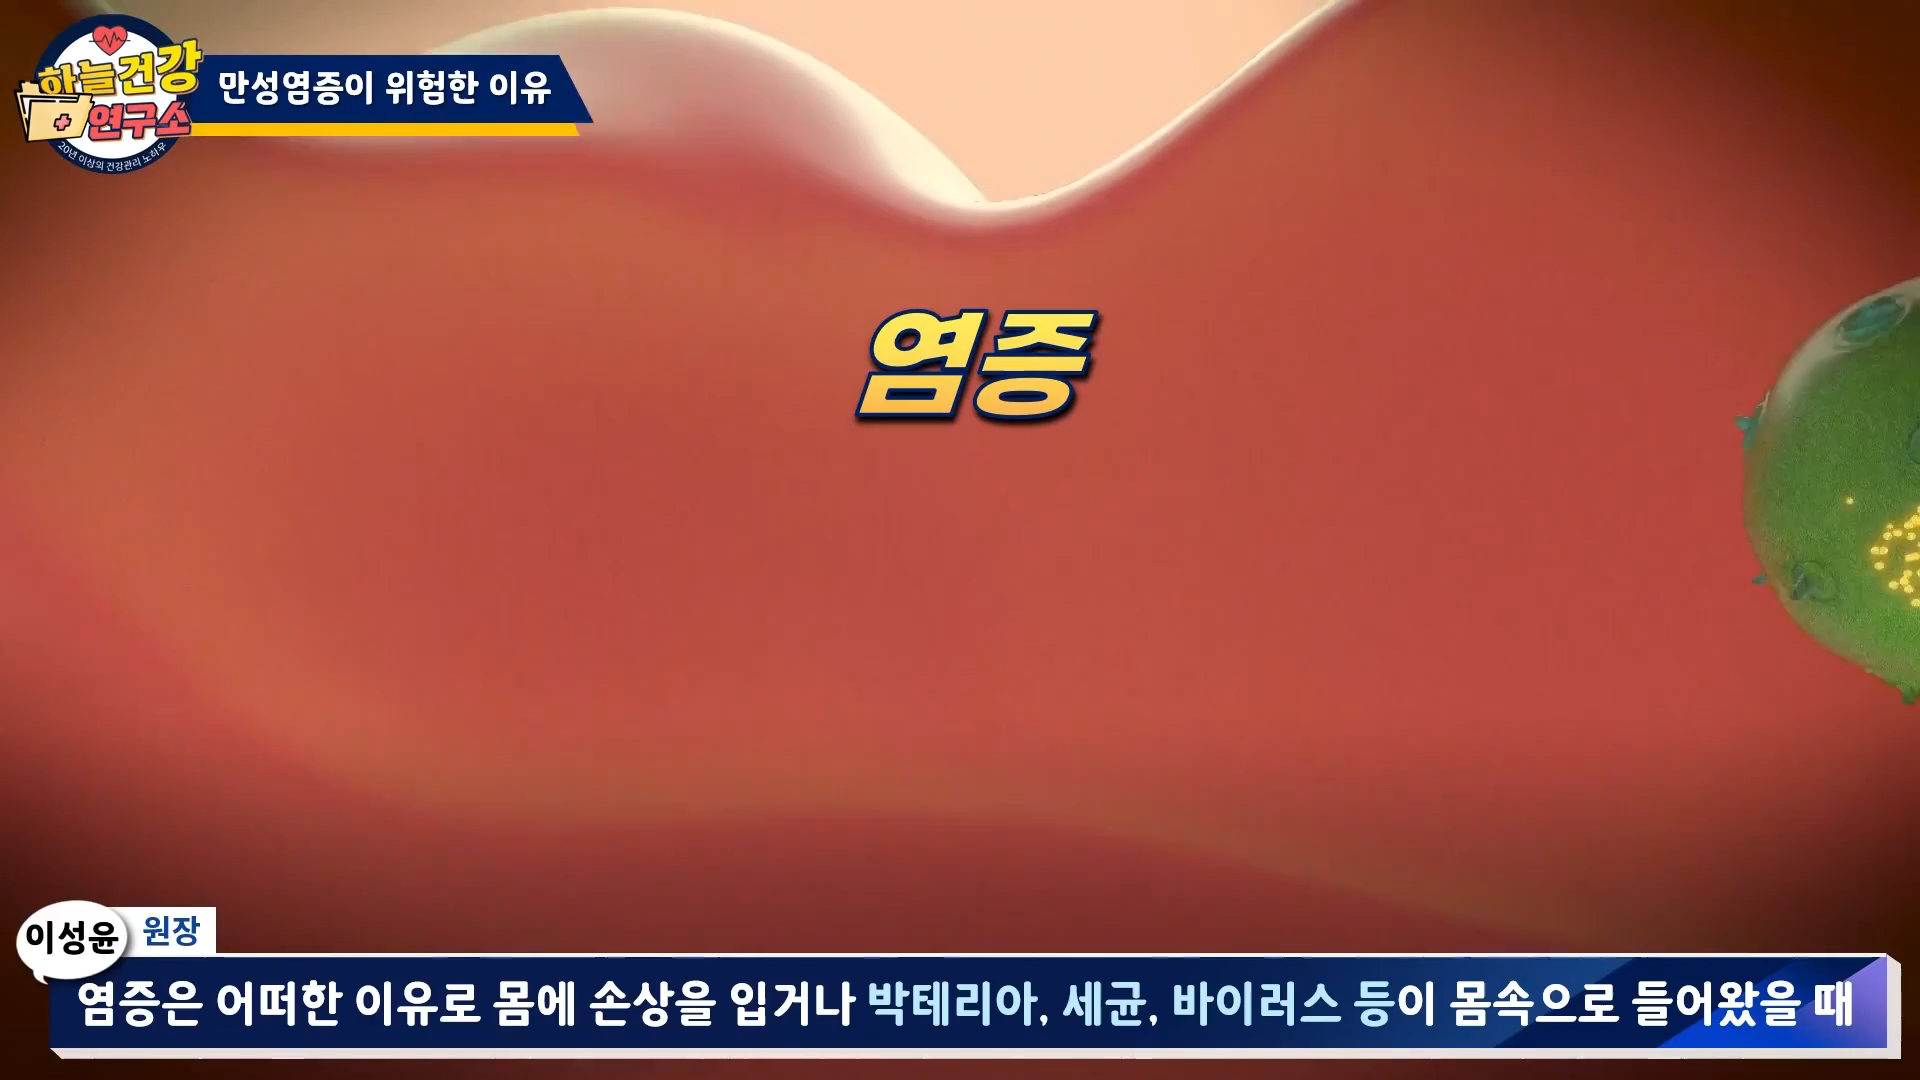 하늘건강
연구소
20년 이상의 건강관리 노하우
만성염증이 위험한 이유
염증
이성윤 원장
염증은 어떠한 이유로 몸에 손상을 입거나 박테리아, 세균, 바이러스 등이 몸속으로 들어왔을 때